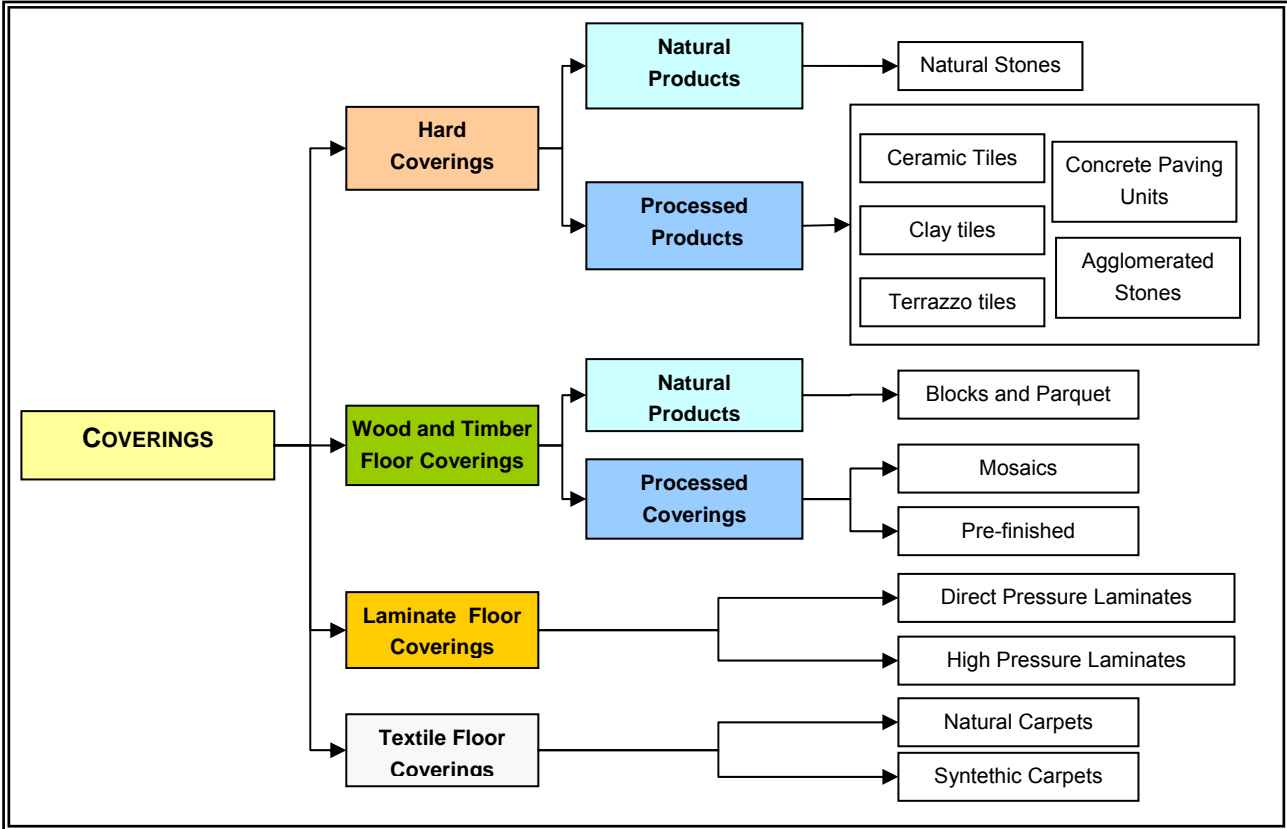 COVERINGS
Hard
Coverings
Natural
Products
Natural Stones
Processed
Products
Ceramic Tiles
Clay tiles
Terrazzo tiles
Concrete Paving
Units
Agglomerated
Stones
Wood and Timber
Floor Coverings
Natural
Products
Blocks and Parquet
Processed
Coverings
Mosaics
Pre-finished
Laminate Floor
Coverings
Direct Pressure Laminates
High Pressure Laminates
Textile Floor
Coverings
Natural Carpets
Syntethic Carpets